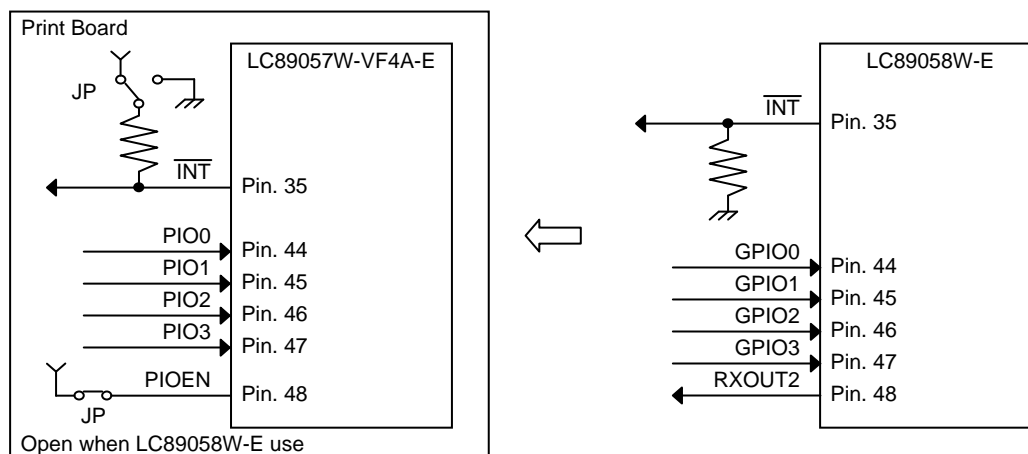 Print Board
LC89057W-VF4A-E
JP
INT
Pin. 35
PIO0
Pin. 44
PIO1
Pin. 45
PIO2
Pin. 46
PIO3
Pin. 47
PIOEN
Pin. 48
JP
Open when LC89058W-E use
LC89058W-E
INT
Pin. 35
GPIO0
Pin. 44
GPIO1
Pin. 45
GPIO2
Pin. 46
GPIO3
Pin. 47
RXOUT2
Pin. 48